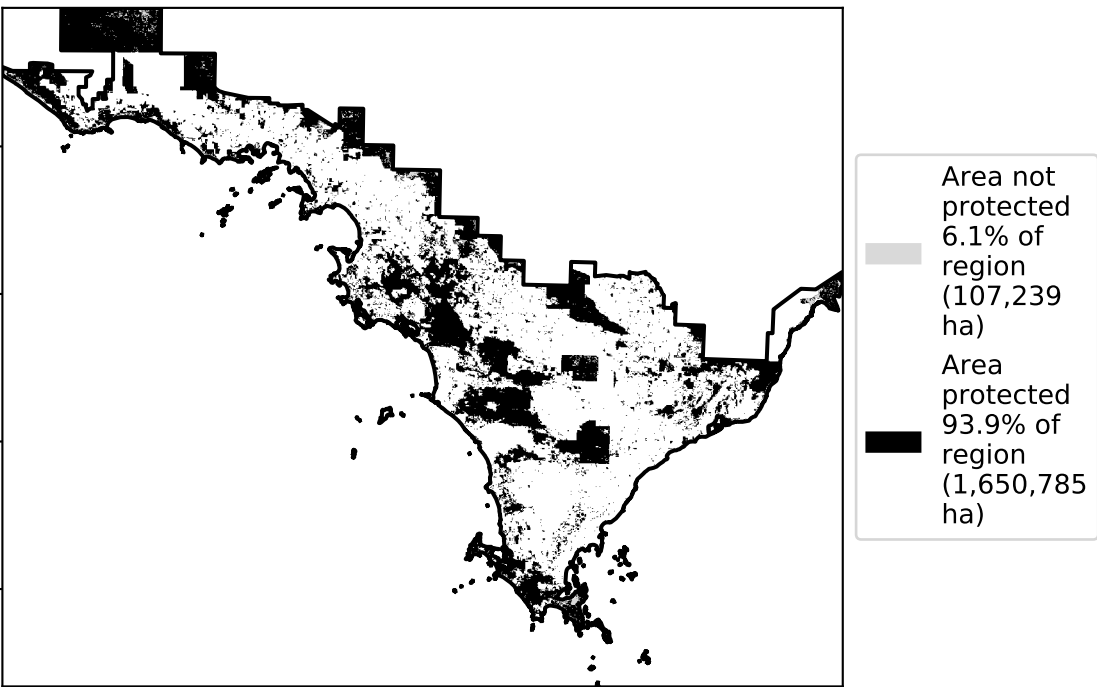 Area not
protected
6.1% of
region
(107,239
ha)
Area
protected
93.9% of
region
(1,650,785
ha)